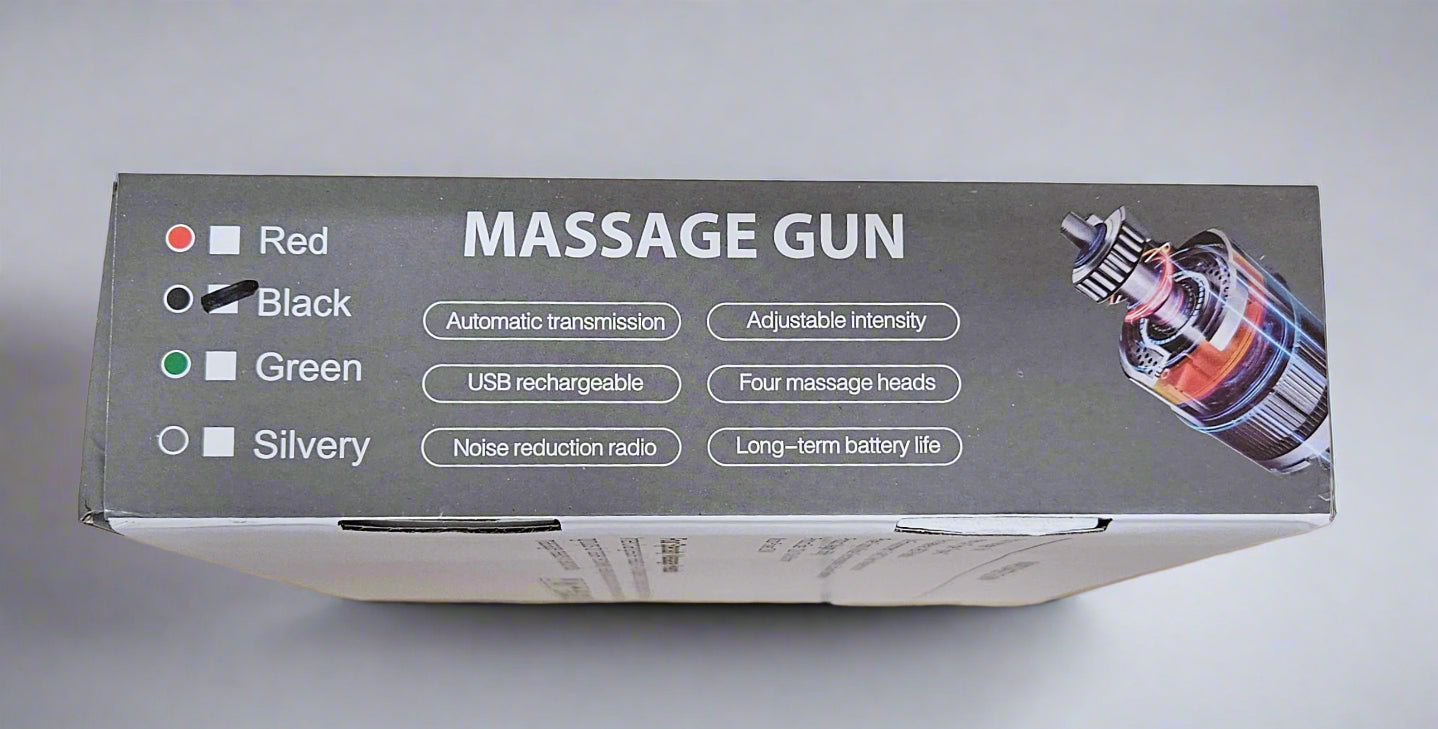 MASSAGE GUN
Red
Black
Green
Silvery
Automatic transmission
Adjustable intensity
USB rechargeable
Four massage heads
Noise reduction radio
Long-term battery life